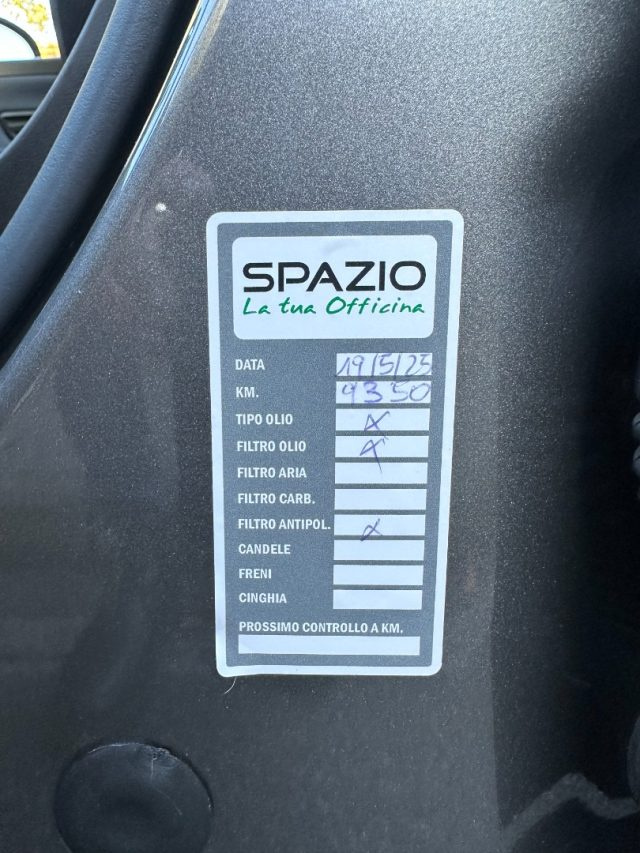 SPAZIO
La tua Officina
DATA 19/5/25
KM. 9350
TIPO OLIO X
FILTRO OLIO X
FILTRO ARIA
FILTRO CARB.
FILTRO ANTIPOL. X
CANDELE
FRENI
CINGHIA
PROSSIMO CONTROLLO A KM.